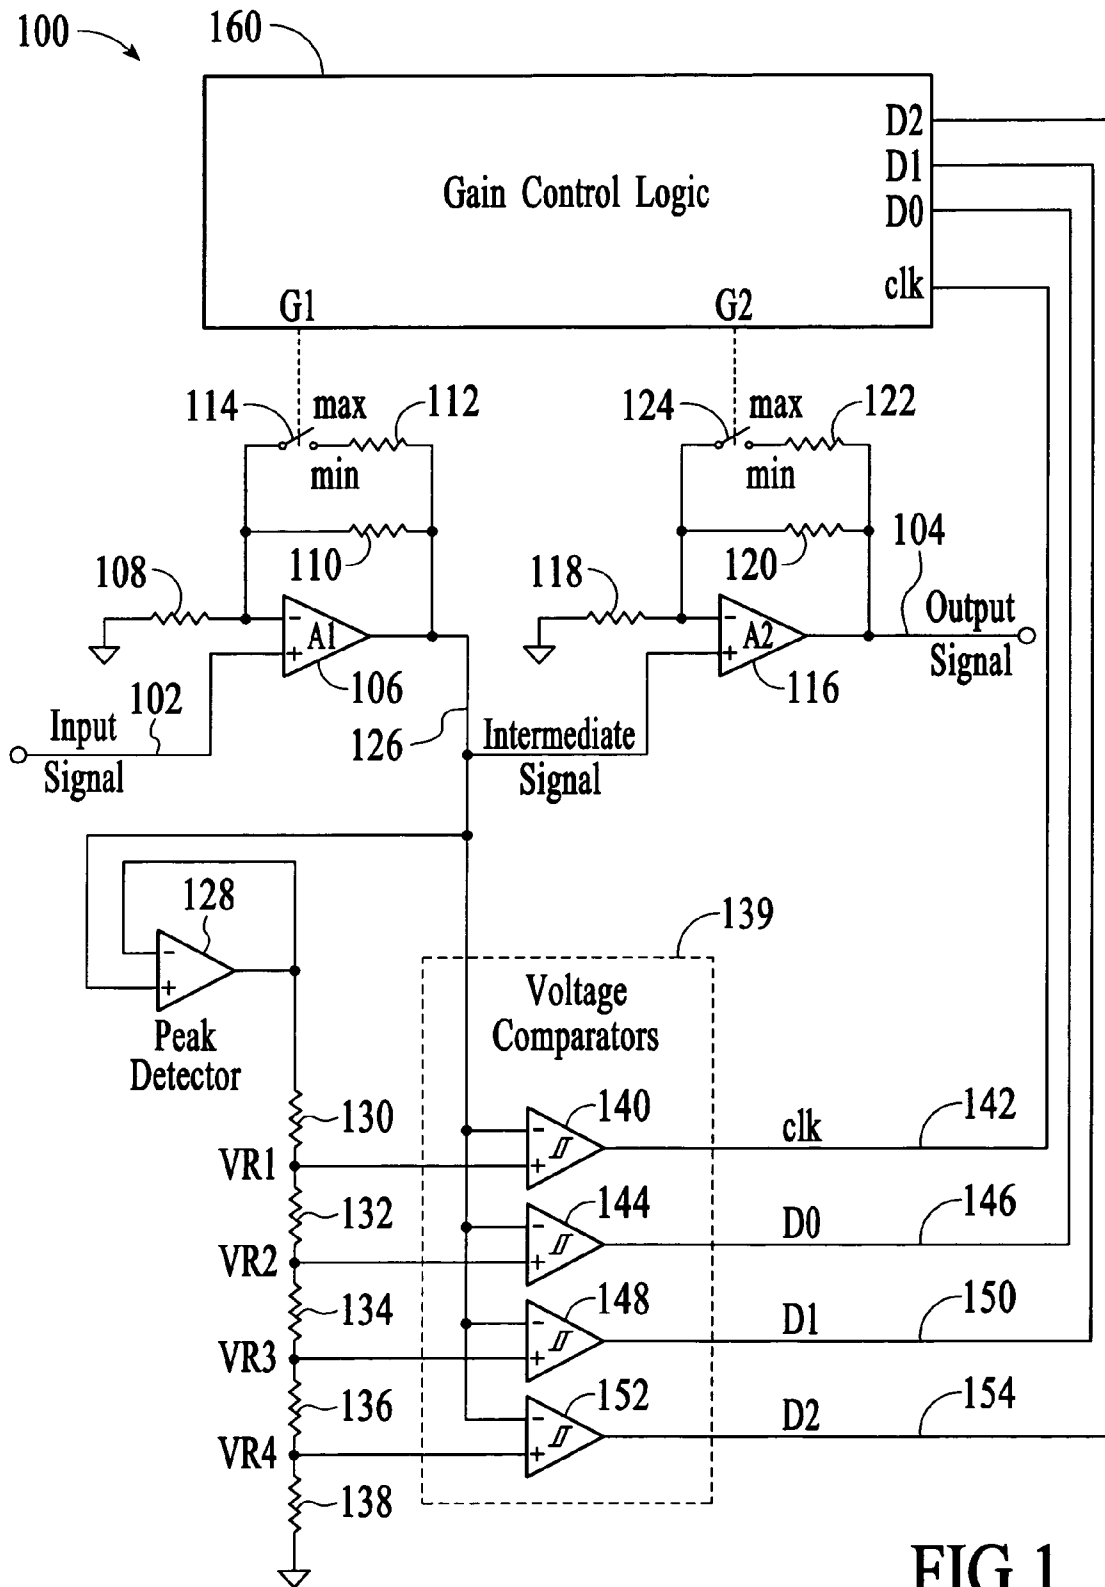 100
160
D2
D1
Gain Control Logic
D0
clk
G1
G2
114
max
112
124
max
122
min
min
108
110
118
120
104
A1
A2
Output
Signal
106
116
102
Input
Signal
126
Intermediate
Signal
128
139
Voltage
Comparators
Peak
Detector
130
140
clk
142
VR1
132
144
D0
146
VR2
134
148
D1
150
VR3
136
152
D2
154
VR4
138
FIG.1